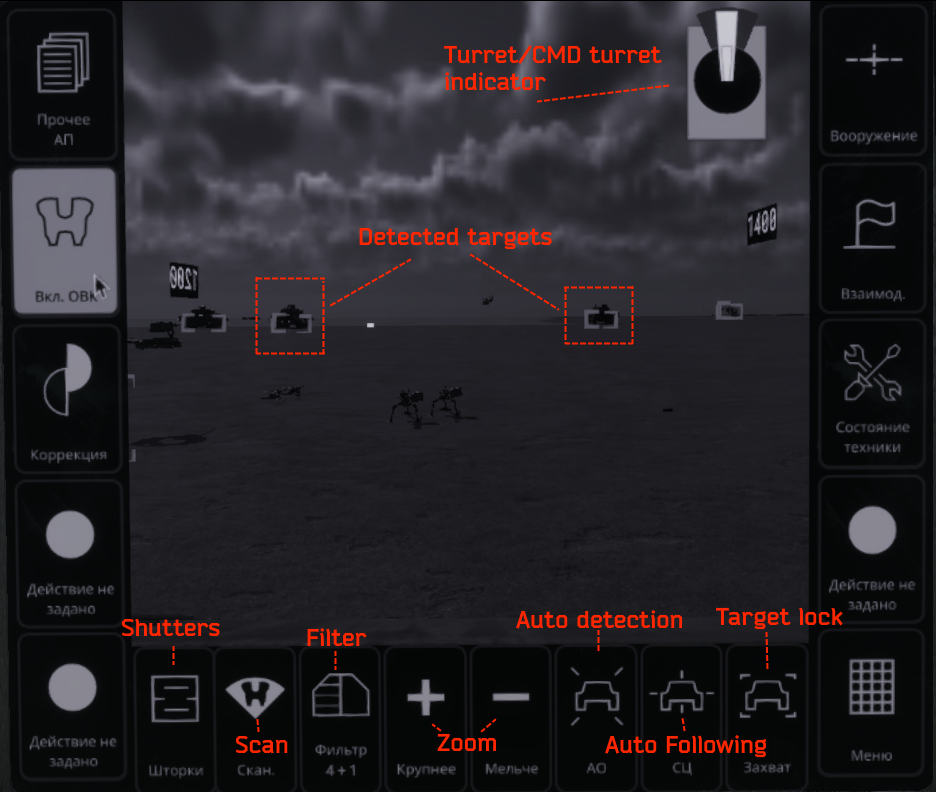 Turret/CMD turret
indicator
Прочее
АП
Вооружение
1400
Detected targets
1200
Вкл. ОВК
Взаимод.
Коррекция
Состояние
техники
Действие не
задано
Действие не
задано
Shutters
Filter
Auto detection
Target lock
Действие не
задано
Scan
Zoom
Auto Following
Шторки
Скан.
Фильтр
4+1
Крупнее
Мельче
АО
СЦ
Захват
Меню